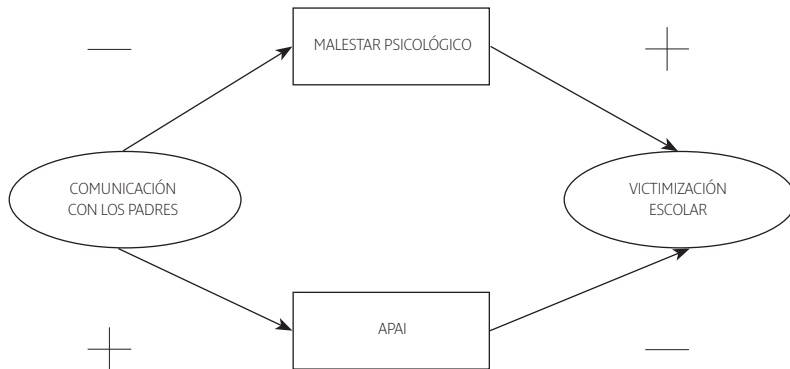 MALESTAR PSICOLÓGICO
COMUNICACIÓN
CON LOS PADRES
VICTIMIZACIÓN
ESCOLAR
APAI